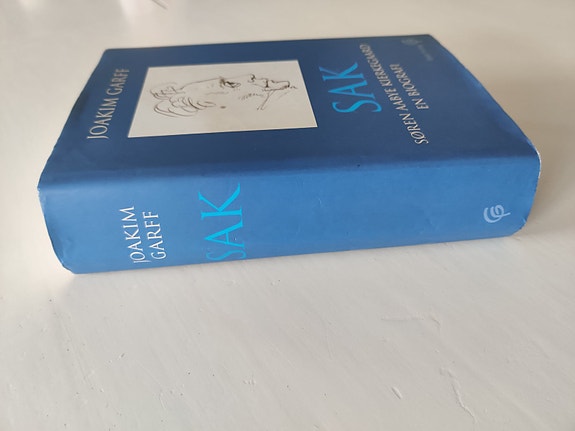 JOAKIM GARFF
SAK
SØREN AABYE KIERKEGAARD
EN BIOGRAFI
JOAKIM
GARFF
SAK